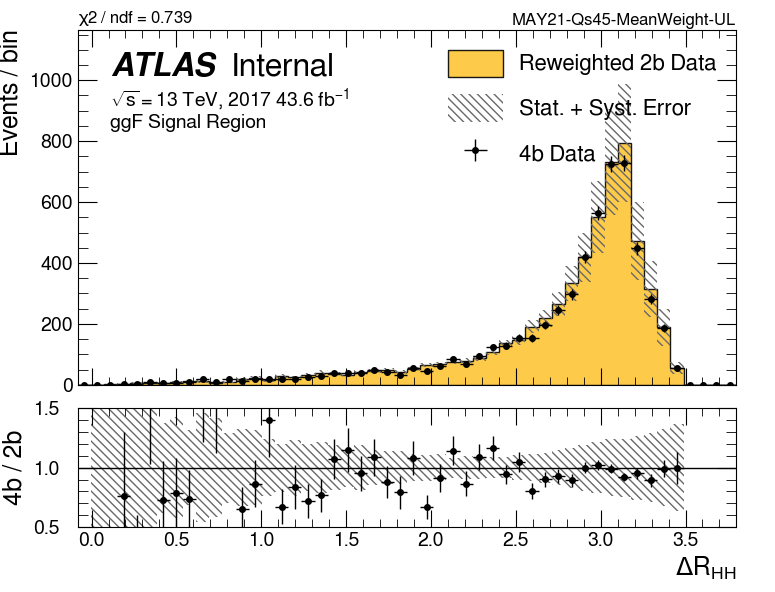 χ2 / ndf = 0.739
MAY21-Qs45-MeanWeight-UL
ATLAS Internal
√s = 13 TeV, 2017 43.6 fb⁻¹
ggF Signal Region
Reweighted 2b Data
Stat. + Syst. Error
4b Data
Events / bin
1000
800
600
400
200
0
4b / 2b
1.5
1.0
0.5
0.0 0.5 1.0 1.5 2.0 2.5 3.0 3.5
ΔR_HH